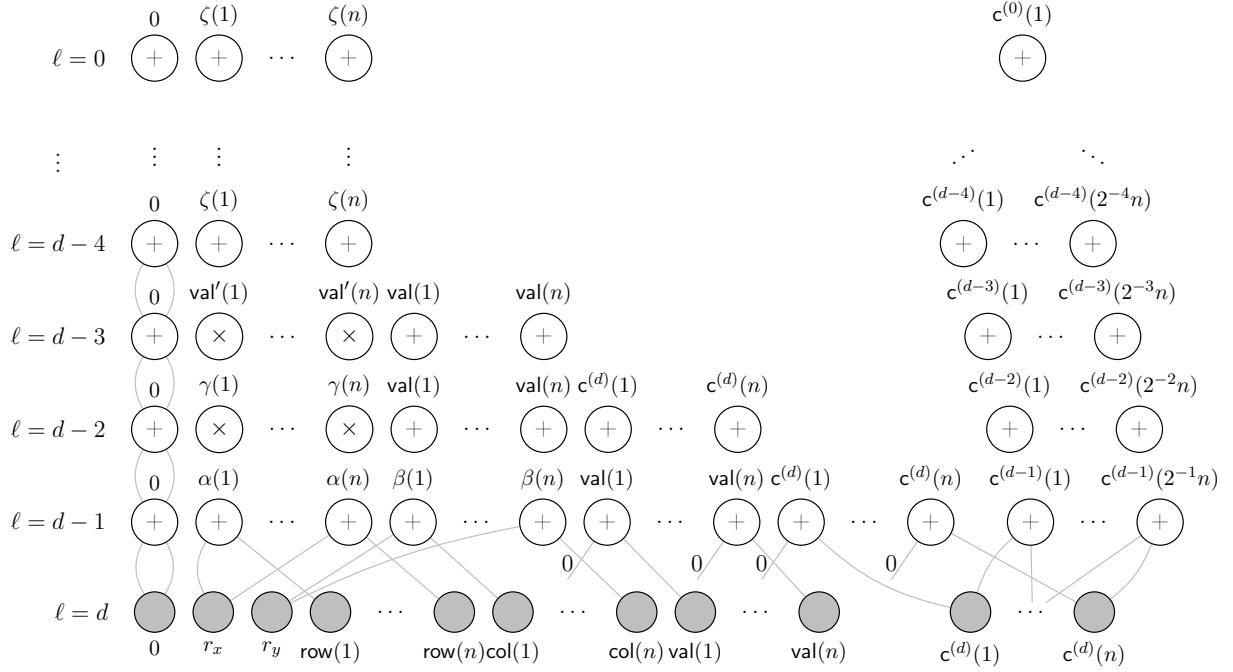 0 ζ(1) ζ(n) c^{(0)}(1)
ℓ = 0 + + ⋯ + +
⋮ ⋮ ⋮ ⋮ ⋰ ⋱
0 ζ(1) ζ(n) c^{(d−4)}(1) c^{(d−4)}(2^{−4}n)
ℓ = d − 4 + + ⋯ + + ⋯ +
0 val′(1) val′(n) val(1) val(n) c^{(d−3)}(1) c^{(d−3)}(2^{−3}n)
ℓ = d − 3 + × ⋯ × + ⋯ + + ⋯ +
0 γ(1) γ(n) val(1) val(n) c^{(d)}(1) c^{(d)}(n) c^{(d−2)}(1) c^{(d−2)}(2^{−2}n)
ℓ = d − 2 + × ⋯ × + ⋯ + + ⋯ + + ⋯ +
0 α(1) α(n) β(1) β(n) val(1) val(n) c^{(d)}(1) c^{(d)}(n) c^{(d−1)}(1) c^{(d−1)}(2^{−1}n)
ℓ = d − 1 + + ⋯ + + ⋯ + + ⋯ + + ⋯ + + ⋯ +
0 0 0 0
ℓ = d ⋯ ⋯ ⋯ ⋯
0 r_x r_y row(1) row(n) col(1) col(n) val(1) val(n) c^{(d)}(1) c^{(d)}(n)